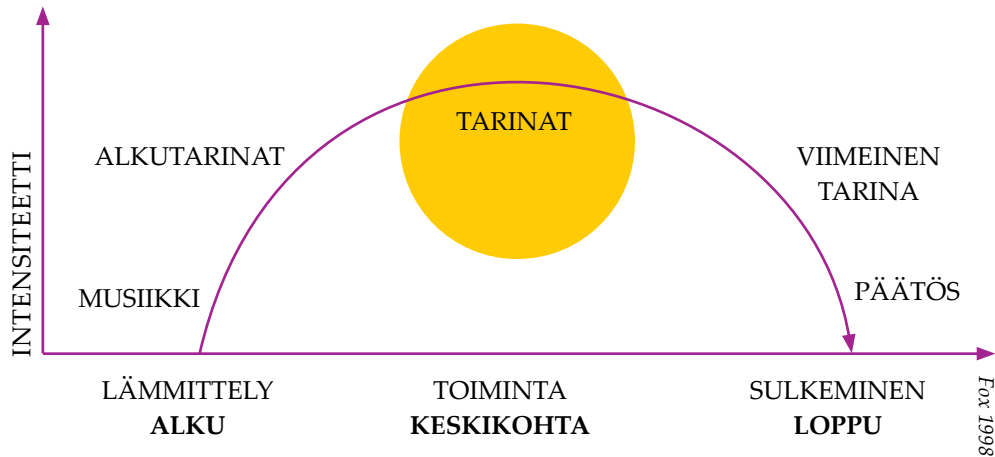 INTENSITEETTI
TARINAT
ALKUTARINAT
VIIMEINEN
TARINA
MUSIIKKI
PÄÄTÖS
LÄMMITTELY
ALKU
TOIMINTA
KESKIKOHTA
SULKEMINEN
LOPPU
Fox 1998